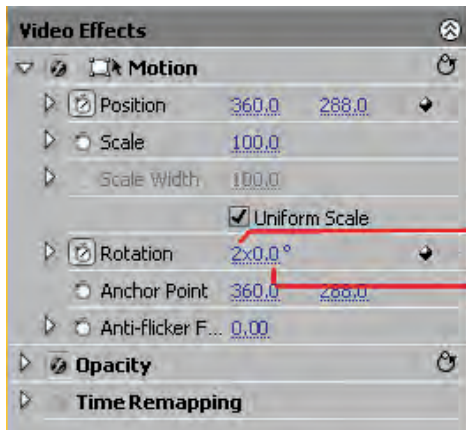 Video Effects
Motion
Position 360.0 288.0
Scale 100.0
Scale Width 100.0
Uniform Scale
Rotation 2x0.0°
Anchor Point 360.0 288.0
Anti-flicker F... 0.00
Opacity
Time Remapping